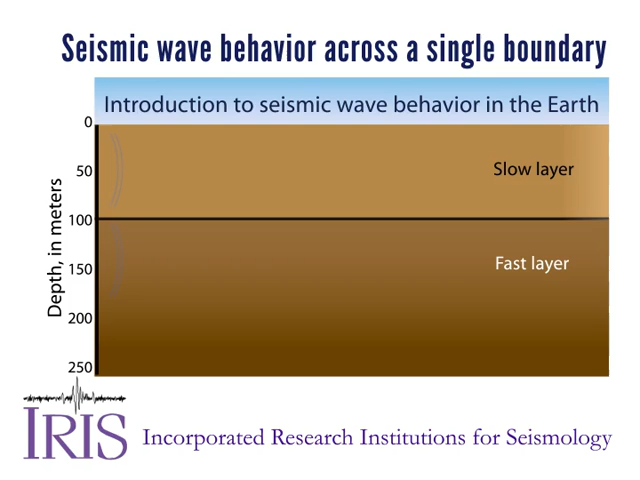 Seismic wave behavior across a single boundary
Introduction to seismic wave behavior in the Earth
0
50
100
150
200
250
Depth, in meters
Slow layer
Fast layer
IRIS
Incorporated Research Institutions for Seismology